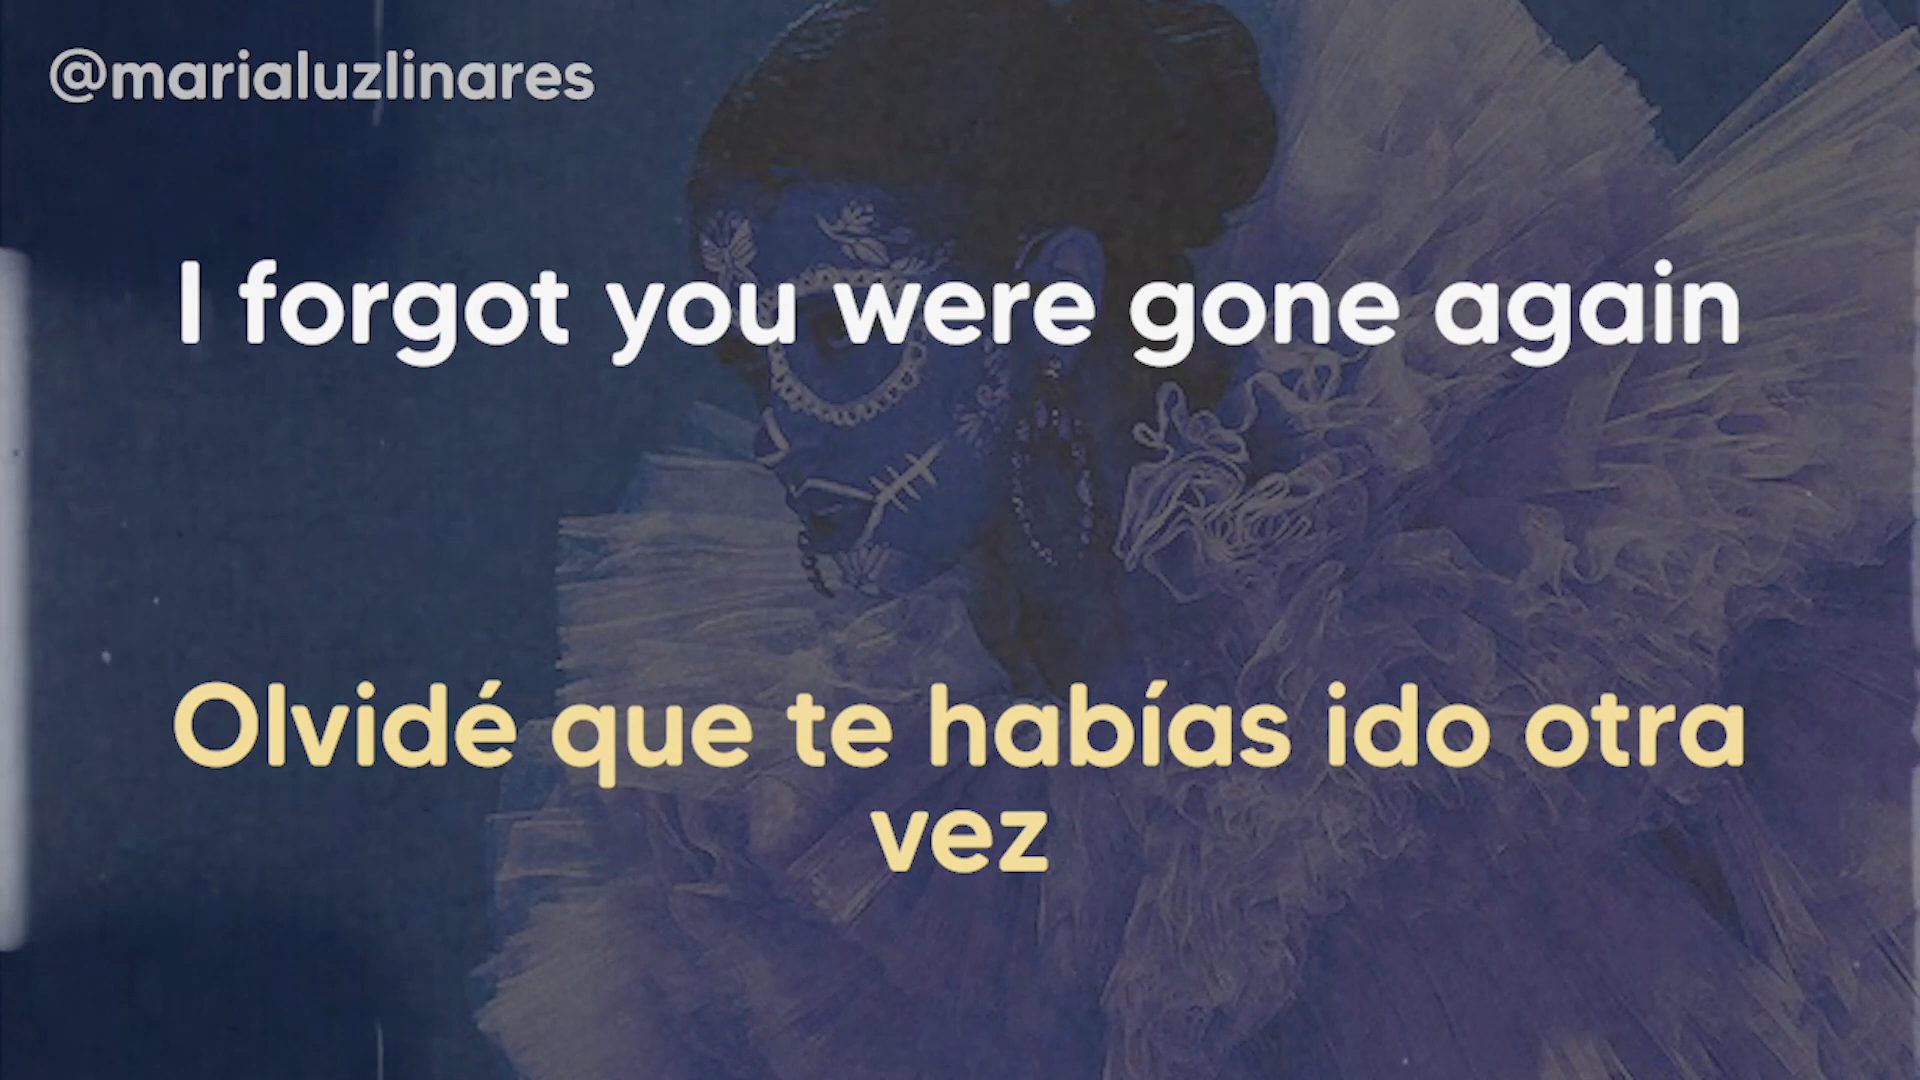 @marialuzlinares
I forgot you were gone again
Olvidé que te habías ido otra
vez